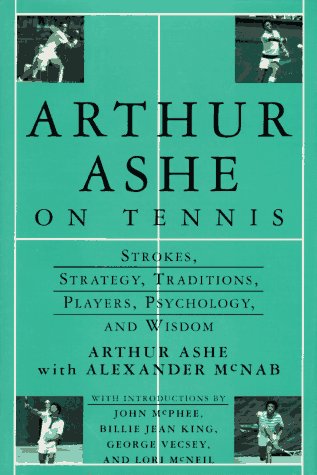 ARTHUR
ASHE
ON TENNIS
STROKES,
STRATEGY, TRADITIONS,
PLAYERS, PSYCHOLOGY,
AND WISDOM
ARTHUR ASHE
with ALEXANDER McNAB
WITH INTRODUCTIONS BY
JOHN McPHEE,
BILLIE JEAN KING,
GEORGE VECSEY,
AND LORI McNEIL